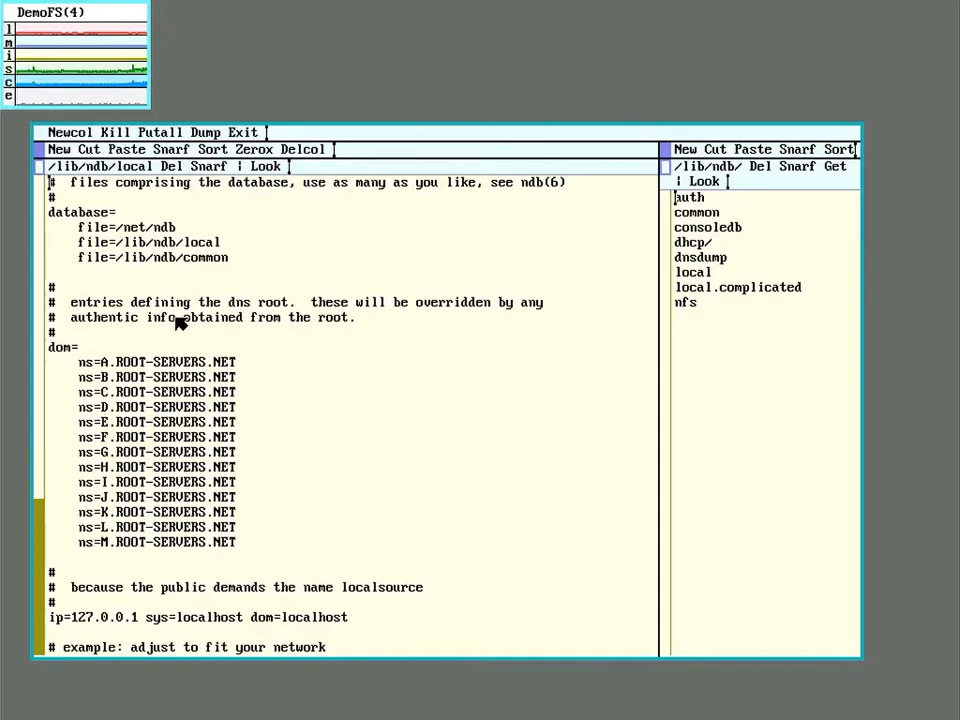 DemoFS(4)
l
m
i
s
c
e
Newcol Kill Putall Dump Exit
New Cut Paste Snarf Sort Zerox Delcol
/lib/ndb/local Del Snarf | Look
#  files comprising the database, use as many as you like, see ndb(6)
#
database=
file=/net/ndb
file=/lib/ndb/local
file=/lib/ndb/common
#
#  entries defining the dns root.  these will be overridden by any
#  authentic info obtained from the root.
#
dom=
ns=A.ROOT-SERVERS.NET
ns=B.ROOT-SERVERS.NET
ns=C.ROOT-SERVERS.NET
ns=D.ROOT-SERVERS.NET
ns=E.ROOT-SERVERS.NET
ns=F.ROOT-SERVERS.NET
ns=G.ROOT-SERVERS.NET
ns=H.ROOT-SERVERS.NET
ns=I.ROOT-SERVERS.NET
ns=J.ROOT-SERVERS.NET
ns=K.ROOT-SERVERS.NET
ns=L.ROOT-SERVERS.NET
ns=M.ROOT-SERVERS.NET
#
#  because the public demands the name localsource
#
ip=127.0.0.1 sys=localhost dom=localhost
# example: adjust to fit your network
New Cut Paste Snarf Sort
/lib/ndb/ Del Snarf Get
| Look
auth
common
consoledb
dhcp/
dnsdump
local
local.complicated
nfs